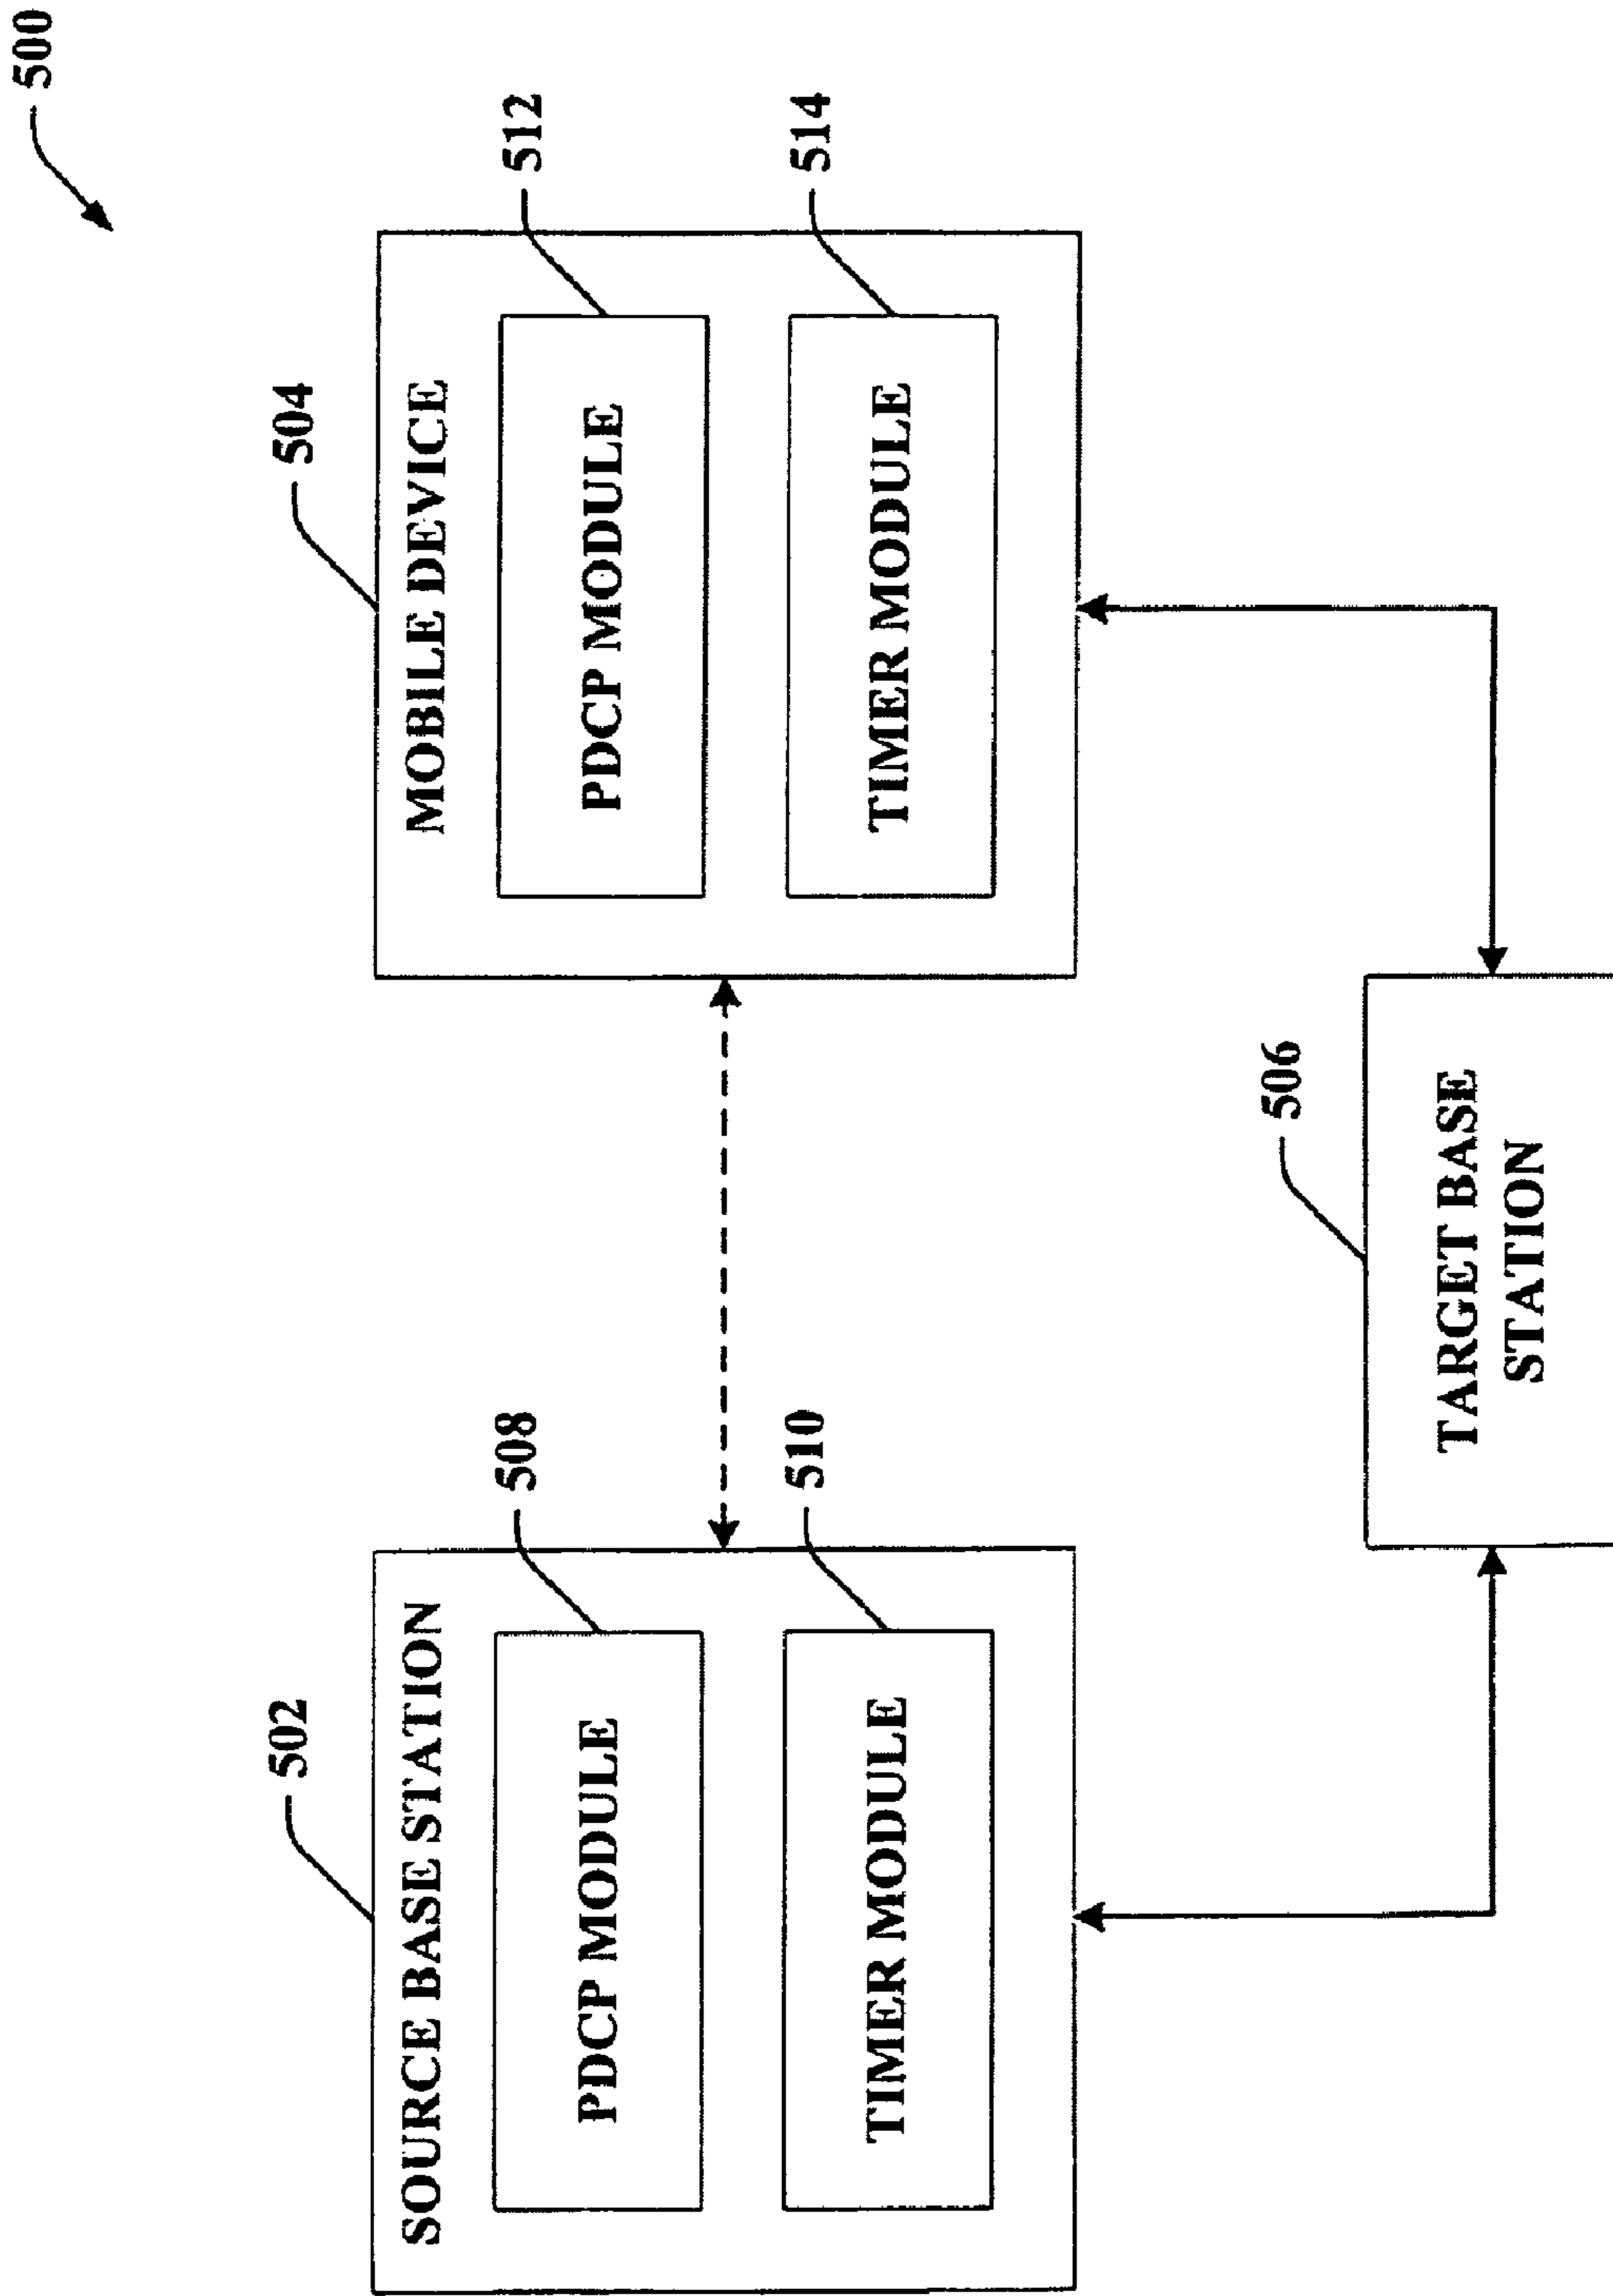 500
502
SOURCE BASE STATION
508
PDCP MODULE
510
TIMER MODULE
504
MOBILE DEVICE
512
PDCP MODULE
514
TIMER MODULE
506
TARGET BASE
STATION